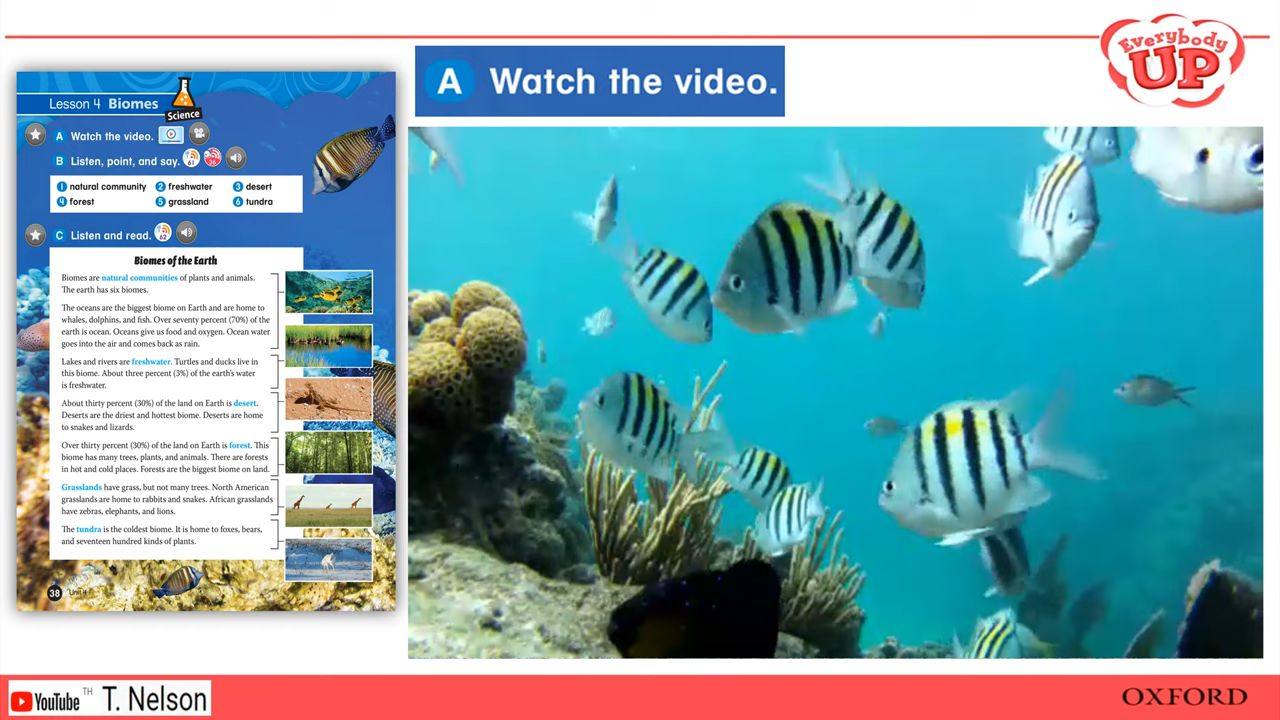 Everybody
UP
A Watch the video.
Lesson 4 Biomes
Science
A Watch the video.
B Listen, point, and say. 61 36
1 natural community 2 freshwater 3 desert
4 forest 5 grassland 6 tundra
C Listen and read. 62
Biomes of the Earth
Biomes are natural communities of plants and animals.
The earth has six biomes.
The oceans are the biggest biome on Earth and are home to
whales, dolphins, and fish. Over seventy percent (70%) of the
earth is ocean. Oceans give us food and oxygen. Ocean water
goes into the air and comes back as rain.
Lakes and rivers are freshwater. Turtles and ducks live in
this biome. About three percent (3%) of the earth's water
is freshwater.
About thirty percent (30%) of the land on Earth is desert.
Deserts are the driest and hottest biome. Deserts are home
to snakes and lizards.
Over thirty percent (30%) of the land on Earth is forest. This
biome has many trees, plants, and animals. There are forests
in hot and cold places. Forests are the biggest biome on land.
Grasslands have grass, but not many trees. North American
grasslands are home to rabbits and snakes. African grasslands
have zebras, elephants, and lions.
The tundra is the coldest biome. It is home to foxes, bears,
and seventeen hundred kinds of plants.
38 Unit 4
YouTube TH T. Nelson
OXFORD